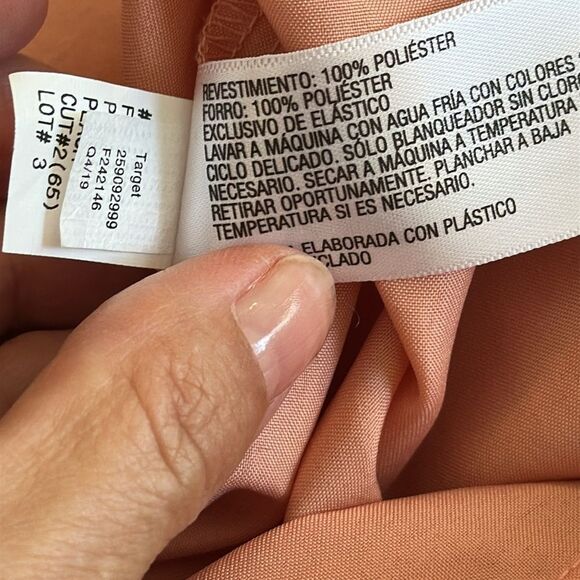 REVESTIMIENTO: 100% POLIÉSTER
FORRO: 100% POLIÉSTER
EXCLUSIVO DE ELÁSTICO
LAVAR A MÁQUINA CON AGUA FRÍA CON COLORES
CICLO DELICADO. SÓLO BLANQUEADOR SIN CLOR
NECESARIO. SECAR A MÁQUINA A TEMPERATURA
RETIRAR OPORTUNAMENTE. PLANCHAR A BAJA
TEMPERATURA SI ES NECESARIO.
ELABORADA CON PLÁSTICO
CLADO
#
F
P
P
CUT#2(65)
LOT# 3
Target
259092999
F242146
Q4/19